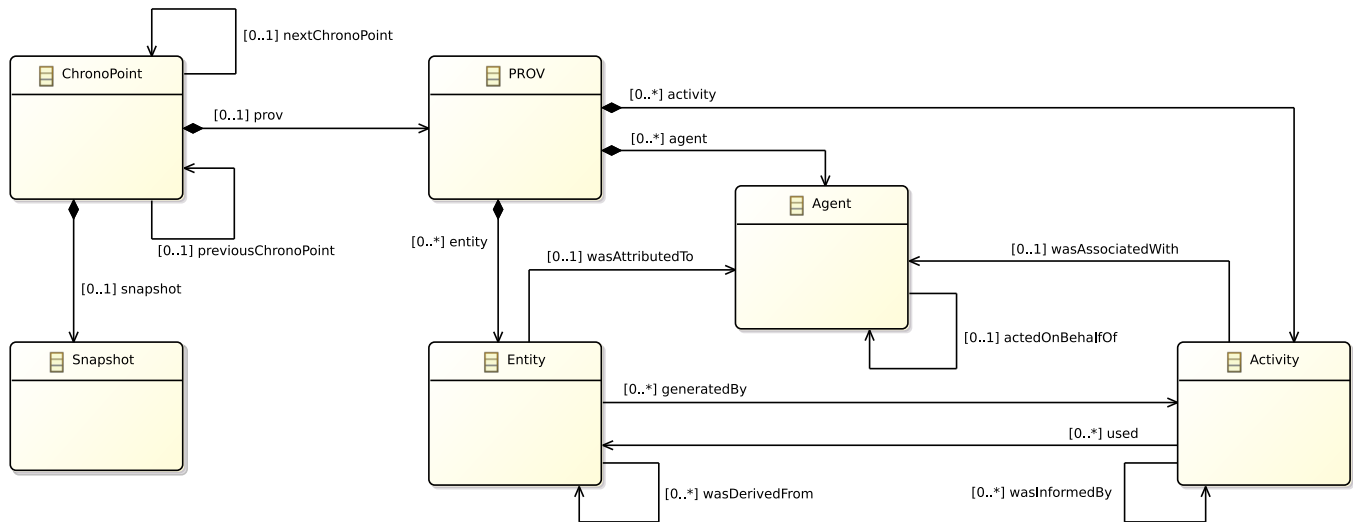 [0..1] nextChronoPoint
ChronoPoint
PROV
[0..*] activity
[0..1] prov
[0..*] agent
Agent
[0..*] entity
[0..1] previousChronoPoint
[0..1] wasAttributedTo
[0..1] wasAssociatedWith
[0..1] snapshot
[0..1] actedOnBehalfOf
Snapshot
Entity
Activity
[0..*] generatedBy
[0..*] used
[0..*] wasDerivedFrom
[0..*] wasInformedBy